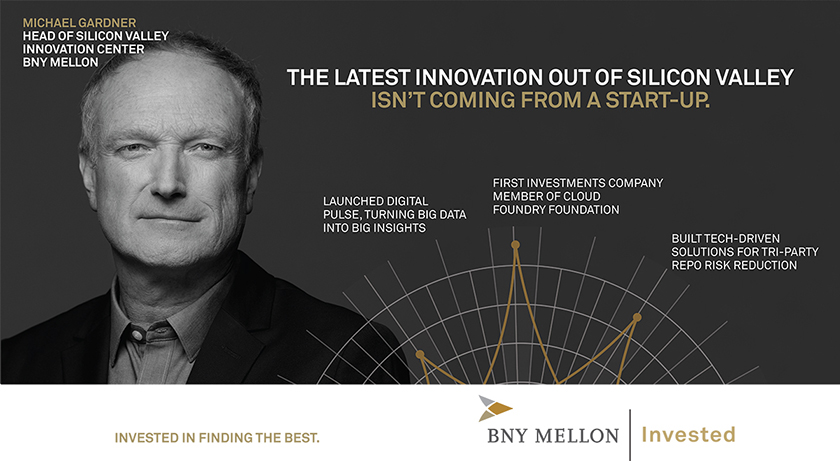 MICHAEL GARDNER
HEAD OF SILICON VALLEY
INNOVATION CENTER
BNY MELLON
THE LATEST INNOVATION OUT OF SILICON VALLEY
ISN'T COMING FROM A START-UP.
LAUNCHED DIGITAL
PULSE, TURNING BIG DATA
INTO BIG INSIGHTS
FIRST INVESTMENTS COMPANY
MEMBER OF CLOUD
FOUNDRY FOUNDATION
BUILT TECH-DRIVEN
SOLUTIONS FOR TRI-PARTY
REPO RISK REDUCTION
INVESTED IN FINDING THE BEST.
BNY MELLON
Invested